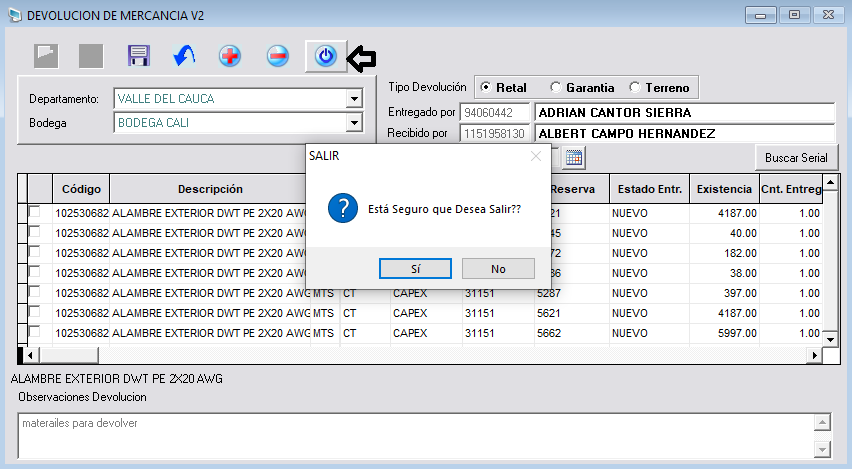 DEVOLUCION DE MERCANCIA V2
Tipo Devolución Retal Garantia Terreno
Departamento: VALLE DEL CAUCA
Bodega BODEGA CALI
Entregado por 94060442 ADRIAN CANTOR SIERRA
Recibido por 1151958130 ALBERT CAMPO HERNANDEZ
Buscar Serial
SALIR
Está Seguro que Desea Salir??
Sí No
Código Descripción Reserva Estado Entr. Existencia Cnt. Entreg
102530682 ALAMBRE EXTERIOR DWT PE 2X20 AWG 21 NUEVO 4187.00 1.00
102530682 ALAMBRE EXTERIOR DWT PE 2X20 AWG 45 NUEVO 40.00 1.00
102530682 ALAMBRE EXTERIOR DWT PE 2X20 AWG 72 NUEVO 182.00 1.00
102530682 ALAMBRE EXTERIOR DWT PE 2X20 AWG 36 NUEVO 38.00 1.00
102530682 ALAMBRE EXTERIOR DWT PE 2X20 AWG MTS CT CAPEX 31151 5287 NUEVO 397.00 1.00
102530682 ALAMBRE EXTERIOR DWT PE 2X20 AWG MTS CT CAPEX 31151 5621 NUEVO 4187.00 1.00
102530682 ALAMBRE EXTERIOR DWT PE 2X20 AWG MTS CT CAPEX 31151 5662 NUEVO 5997.00 1.00
ALAMBRE EXTERIOR DWT PE 2X20 AWG
Observaciones Devolucion
materailes para devolver